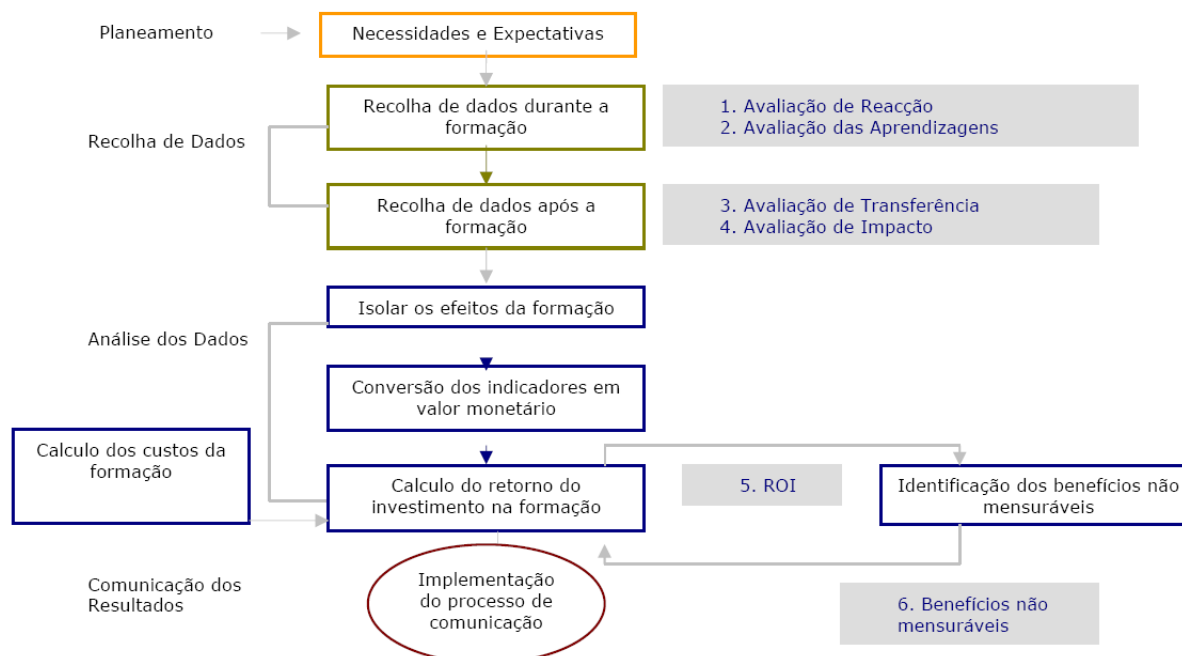 Planeamento
Necessidades e Expectativas
Recolha de dados durante a
formação
1. Avaliação de Reacção
2. Avaliação das Aprendizagens
Recolha de Dados
Recolha de dados após a
formação
3. Avaliação de Transferência
4. Avaliação de Impacto
Isolar os efeitos da formação
Análise dos Dados
Conversão dos indicadores em
valor monetário
Calculo dos custos da
formação
Calculo do retorno do
investimento na formação
5. ROI
Identificação dos benefícios não
mensuráveis
Comunicação dos
Resultados
Implementação
do processo de
comunicação
6. Benefícios não
mensuráveis